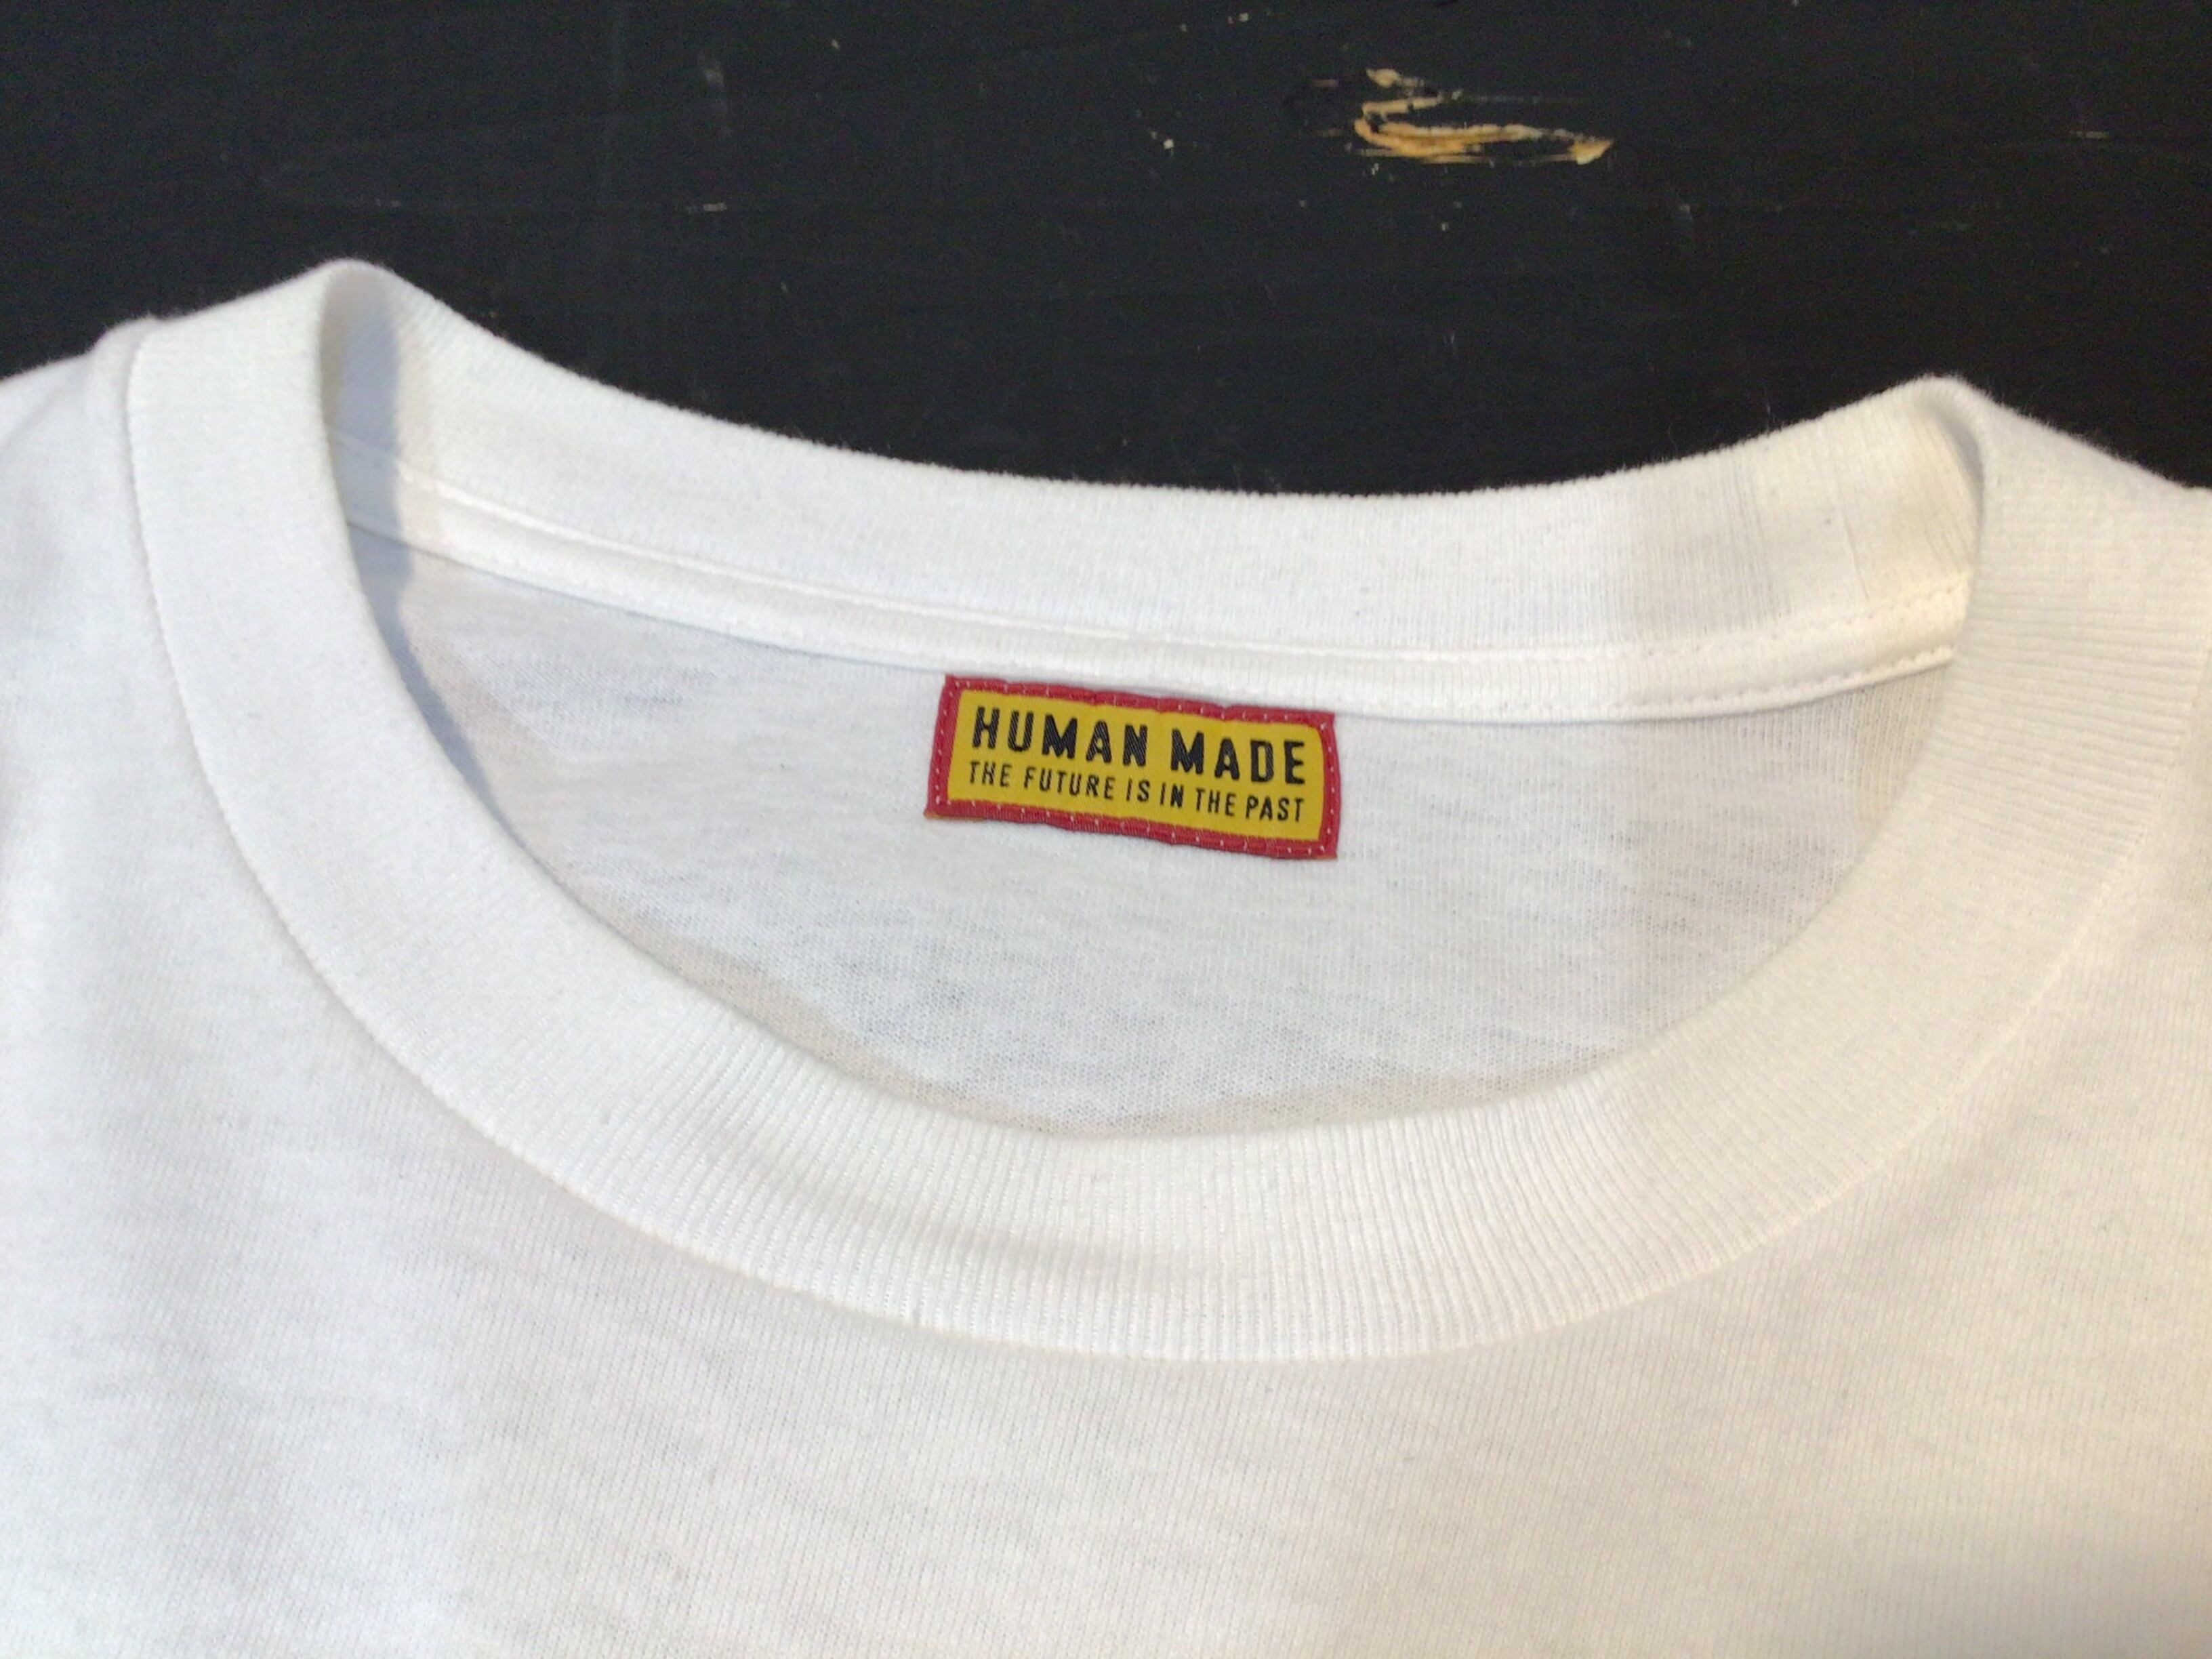 HUMAN MADE
THE FUTURE IS IN THE PAST